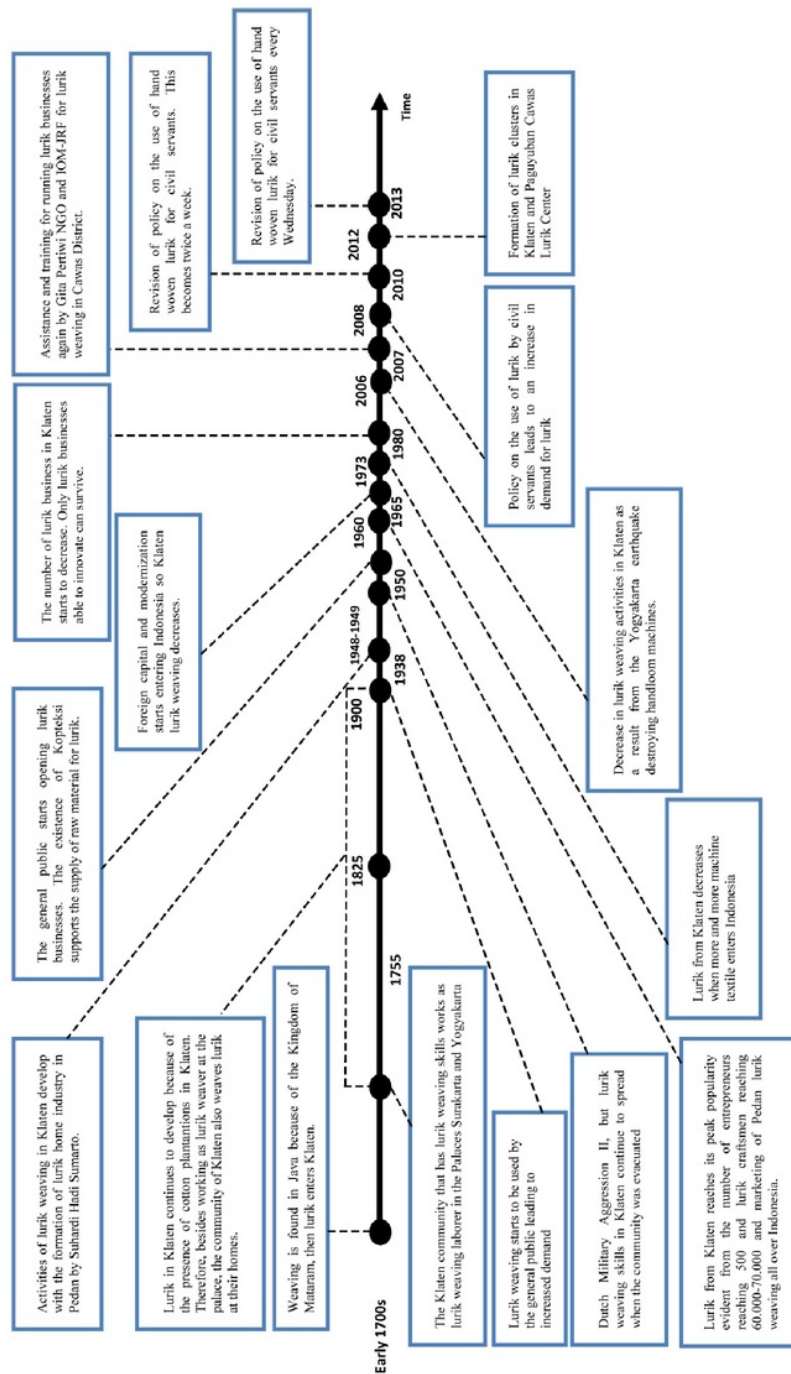 Activities of lurik weaving in Klaten develop
with the formation of lurik home industry in
Pedan by Suhardi Hadi Sumarto.
The general public starts opening lurik
businesses. The existence of Kopteksi
supports the supply of raw material for lurik.
The number of lurik business in Klaten
starts to decrease. Only lurik businesses
able to innovate can survive.
Assistance and training for running lurik businesses
again by Gita Pertiwi NGO and IOM-JRF for lurik
weaving in Cawas District.
Lurik in Klaten continues to develop because of
the presence of cotton plantantions in Klaten.
Therefore, besides working as lurik weaver at the
palace, the community of Klaten also weaves lurik
at their homes.
Foreign capital and modernization
starts entering Indonesia so Klaten
lurik weaving decreases.
Revision of policy on the use of hand
woven lurik for civil servants. This
becomes twice a week.
Weaving is found in Java because of the Kingdom of
Mataram, then lurik enters Klaten.
Revision of policy on the use of hand
woven lurik for civil servants every
Wednesday.
Early 1700s
1755
1825
1900
1938
1948-1949
1950
1960
1965
1973
1980
2006
2007
2008
2010
2012
2013
Time
The Klaten community that has lurik weaving skills works as
lurik weaving laborer in the Palaces Surakarta and Yogyakarta
Lurik weaving starts to be used by
the general public leading to
increased demand
Dutch Military Aggression II, but lurik
weaving skills in Klaten continue to spread
when the community was evacuated
Lurik from Klaten reaches its peak popularity
evident from the number of entrepreneurs
reaching 500 and lurik craftsmen reaching
60.000-70.000 and marketing of Pedan lurik
weaving all over Indonesia.
Lurik from Klaten decreases
when more and more machine
textile enters Indonesia
Decrease in lurik weaving activities in Klaten as
a result from the Yogyakarta earthquake
destroying handloom machines.
Policy on the use of lurik by civil
servants leads to an increase in
demand for lurik
Formation of lurik clusters in
Klaten and Paguyuban Cawas
Lurik Center